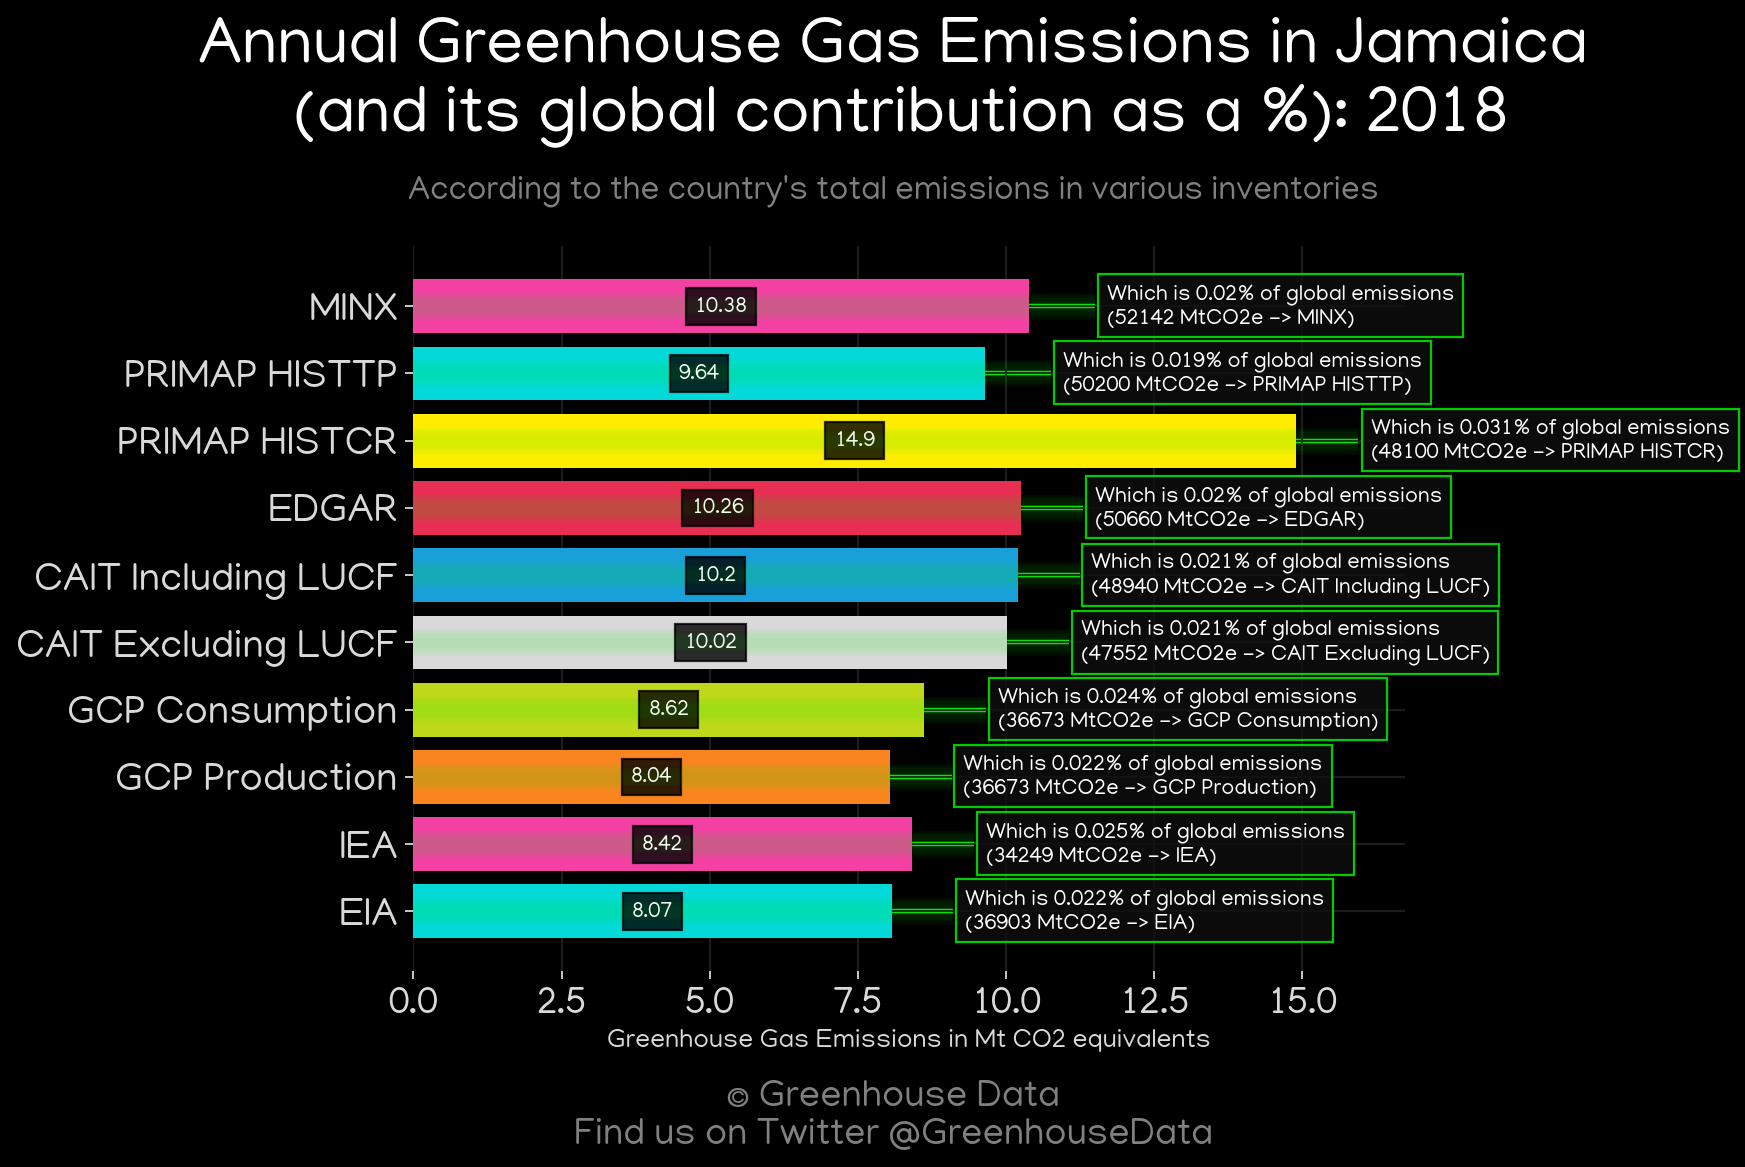 Annual Greenhouse Gas Emissions in Jamaica
(and its global contribution as a %): 2018
According to the country's total emissions in various inventories
MINX
10.38
Which is 0.02% of global emissions
(52142 MtCO2e -> MINX)
PRIMAP HISTTP
9.64
Which is 0.019% of global emissions
(50200 MtCO2e -> PRIMAP HISTTP)
PRIMAP HISTCR
14.9
Which is 0.031% of global emissions
(48100 MtCO2e -> PRIMAP HISTCR)
EDGAR
10.26
Which is 0.02% of global emissions
(50660 MtCO2e -> EDGAR)
CAIT Including LUCF
10.2
Which is 0.021% of global emissions
(48940 MtCO2e -> CAIT Including LUCF)
CAIT Excluding LUCF
10.02
Which is 0.021% of global emissions
(47552 MtCO2e -> CAIT Excluding LUCF)
GCP Consumption
8.62
Which is 0.024% of global emissions
(36673 MtCO2e -> GCP Consumption)
GCP Production
8.04
Which is 0.022% of global emissions
(36673 MtCO2e -> GCP Production)
IEA
8.42
Which is 0.025% of global emissions
(34249 MtCO2e -> IEA)
EIA
8.07
Which is 0.022% of global emissions
(36903 MtCO2e -> EIA)
0.0 2.5 5.0 7.5 10.0 12.5 15.0
Greenhouse Gas Emissions in Mt CO2 equivalents
© Greenhouse Data
Find us on Twitter @GreenhouseData